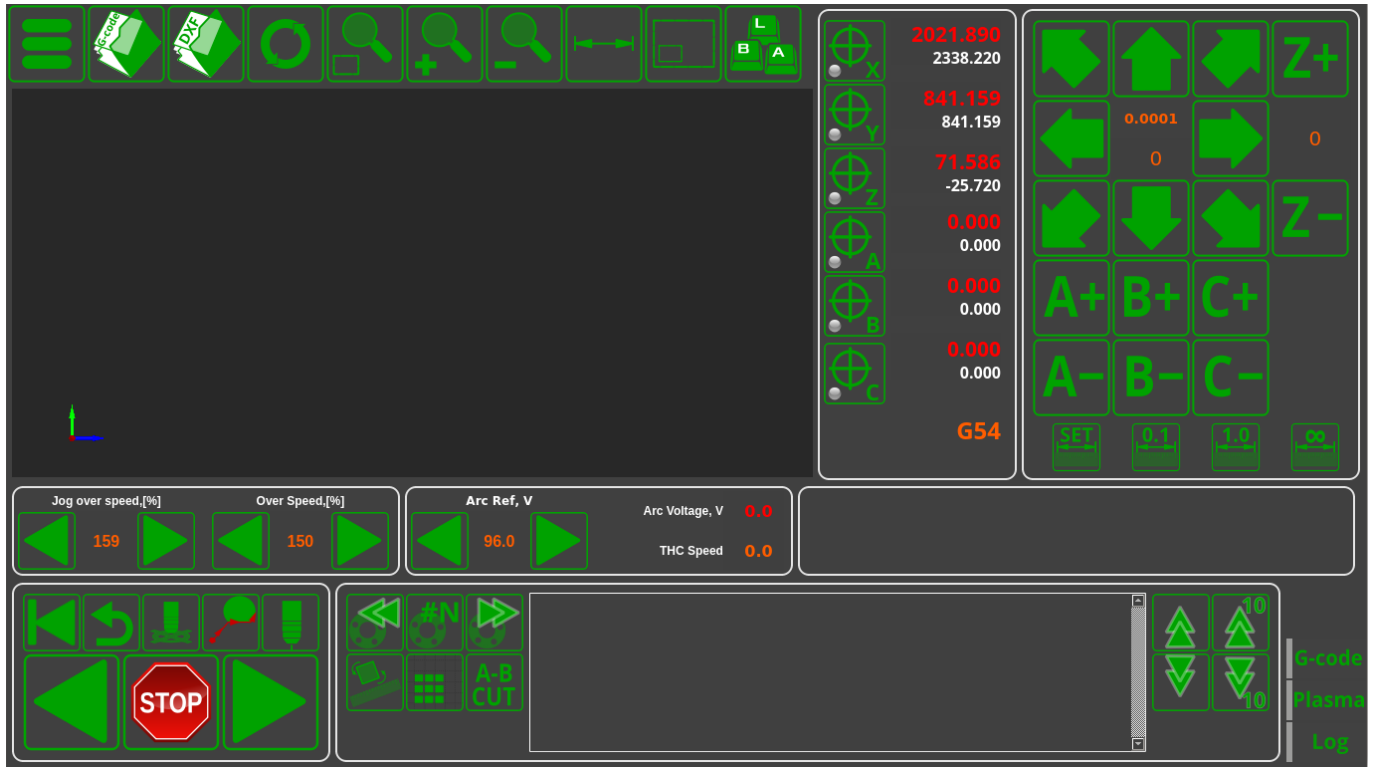 G-code
DXF
L
B A
X
2021.890
2338.220
Y
841.159
841.159
Z
71.586
-25.720
A
0.000
0.000
B
0.000
0.000
C
0.000
0.000
G54
Z+
0.0001
0
0
Z-
A+ B+ C+
A- B- C-
SET 0.1 1.0 ∞
Jog over speed,[%] Over Speed,[%]
159 150
Arc Ref, V
96.0
Arc Voltage, V 0.0
THC Speed 0.0
STOP
#N
A-B
CUT
10
10
G-code
Plasma
Log